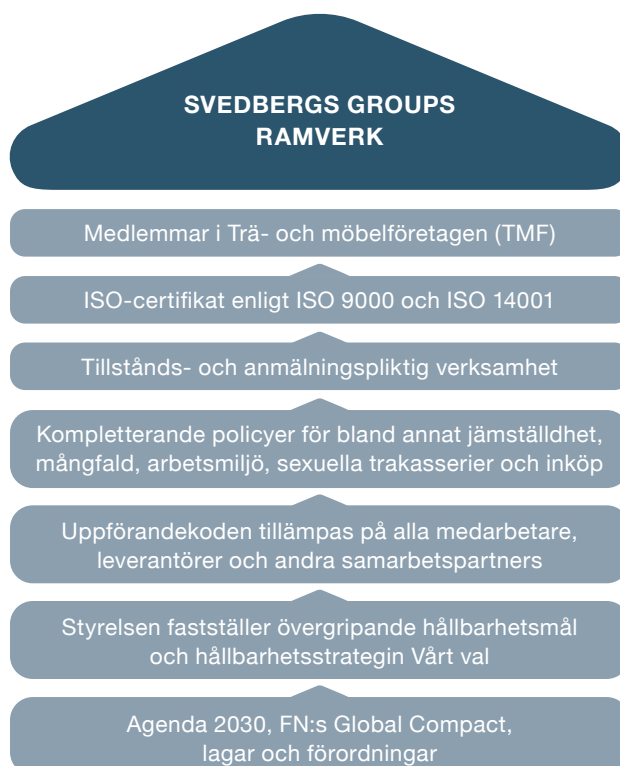 SVEDBERGS GROUPS
RAMVERK
Medlemmar i Trä- och möbelföretagen (TMF)
ISO-certifikat enligt ISO 9000 och ISO 14001
Tillstånds- och anmälningspliktig verksamhet
Kompletterande policyer för bland annat jämställdhet,
mångfald, arbetsmiljö, sexuella trakasserier och inköp
Uppförandekoden tillämpas på alla medarbetare,
leverantörer och andra samarbetspartners
Styrelsen fastställer övergripande hållbarhetsmål
och hållbarhetsstrategin Vårt val
Agenda 2030, FN:s Global Compact,
lagar och förordningar